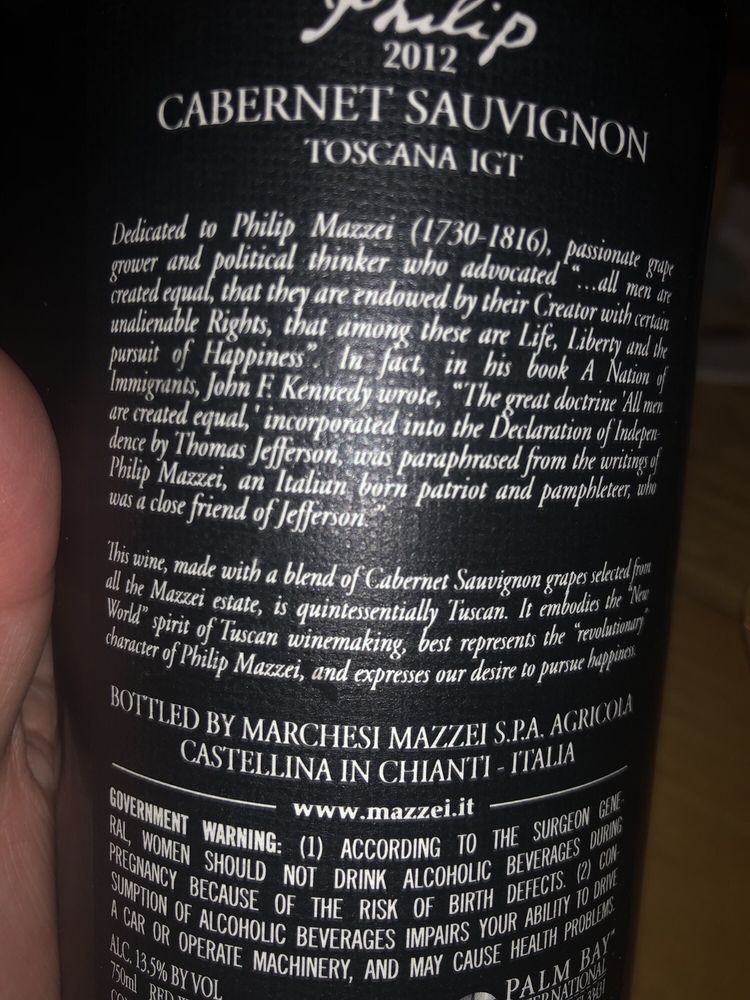 Philip
2012
CABERNET SAUVIGNON
TOSCANA IGT
Dedicated to Philip Mazzei (1730-1816), passionate grape
grower and political thinker who advocated “...all men are
created equal, that they are endowed by their Creator with certain
unalienable Rights, that among these are Life, Liberty and the
pursuit of Happiness”. In fact, in his book A Nation of
Immigrants, John F. Kennedy wrote, “The great doctrine 'All men
are created equal,' incorporated into the Declaration of Indepen-
dence by Thomas Jefferson, was paraphrased from the writings of
Philip Mazzei, an Italian born patriot and pamphleteer, who
was a close friend of Jefferson.”
This wine, made with a blend of Cabernet Sauvignon grapes selected from
all the Mazzei estate, is quintessentially Tuscan. It embodies the “New
World” spirit of Tuscan winemaking, best represents the “revolutionary”
character of Philip Mazzei, and expresses our desire to pursue happiness.
BOTTLED BY MARCHESI MAZZEI S.P.A. AGRICOLA
CASTELLINA IN CHIANTI - ITALIA
www.mazzei.it
GOVERNMENT WARNING: (1) ACCORDING TO THE SURGEON GENE-
RAL, WOMEN SHOULD NOT DRINK ALCOHOLIC BEVERAGES DURING
PREGNANCY BECAUSE OF THE RISK OF BIRTH DEFECTS. (2) CON-
SUMPTION OF ALCOHOLIC BEVERAGES IMPAIRS YOUR ABILITY TO DRIVE
A CAR OR OPERATE MACHINERY, AND MAY CAUSE HEALTH PROBLEMS.
ALC. 13.5% BY VOL
750ml RED
PALM BAY
INTERNATIONAL